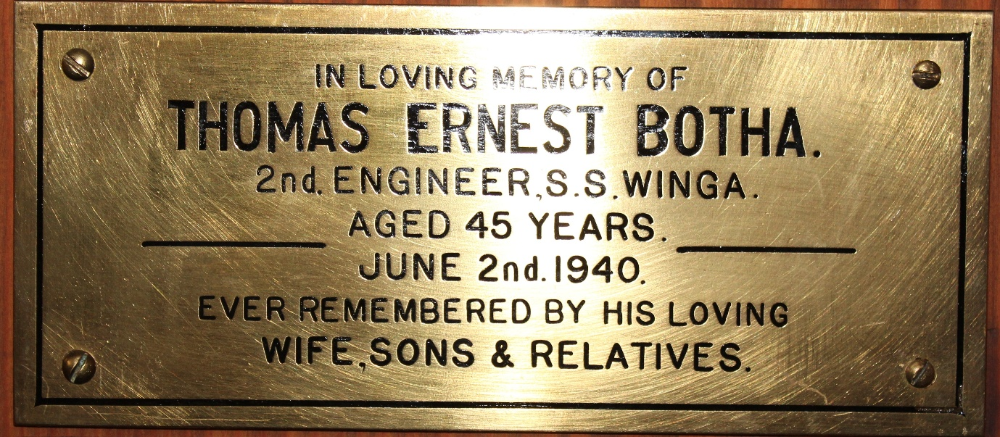 IN LOVING MEMORY OF
THOMAS ERNEST BOTHA.
2nd. ENGINEER, S.S. WINGA.
AGED 45 YEARS.
JUNE 2nd. 1940.
EVER REMEMBERED BY HIS LOVING
WIFE, SONS & RELATIVES.